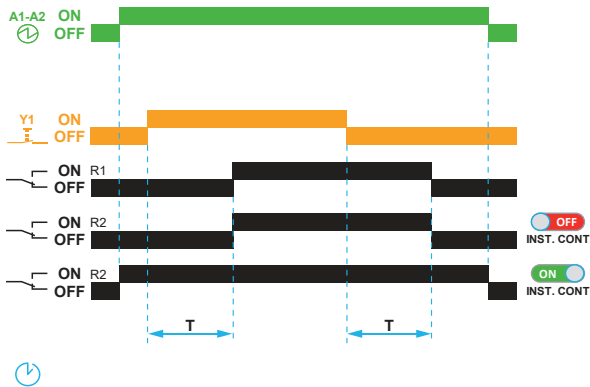 A1-A2 ON
OFF
Y1 ON
OFF
ON R1
OFF
ON R2
OFF
OFF
INST. CONT
ON R2
OFF
ON
INST. CONT
T T